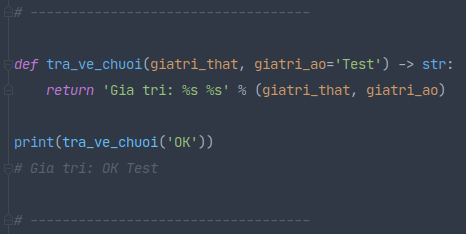 # ----------------------------------
def tra_ve_chuoi(giatri_that, giatri_ao='Test') -> str:
    return 'Gia tri: %s %s' % (giatri_that, giatri_ao)
print(tra_ve_chuoi('OK'))
# Gia tri: OK Test
# ----------------------------------